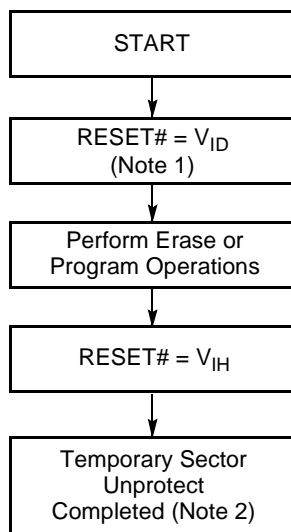 START
RESET# = VID
(Note 1)
Perform Erase or
Program Operations
RESET# = VIH
Temporary Sector
Unprotect
Completed (Note 2)